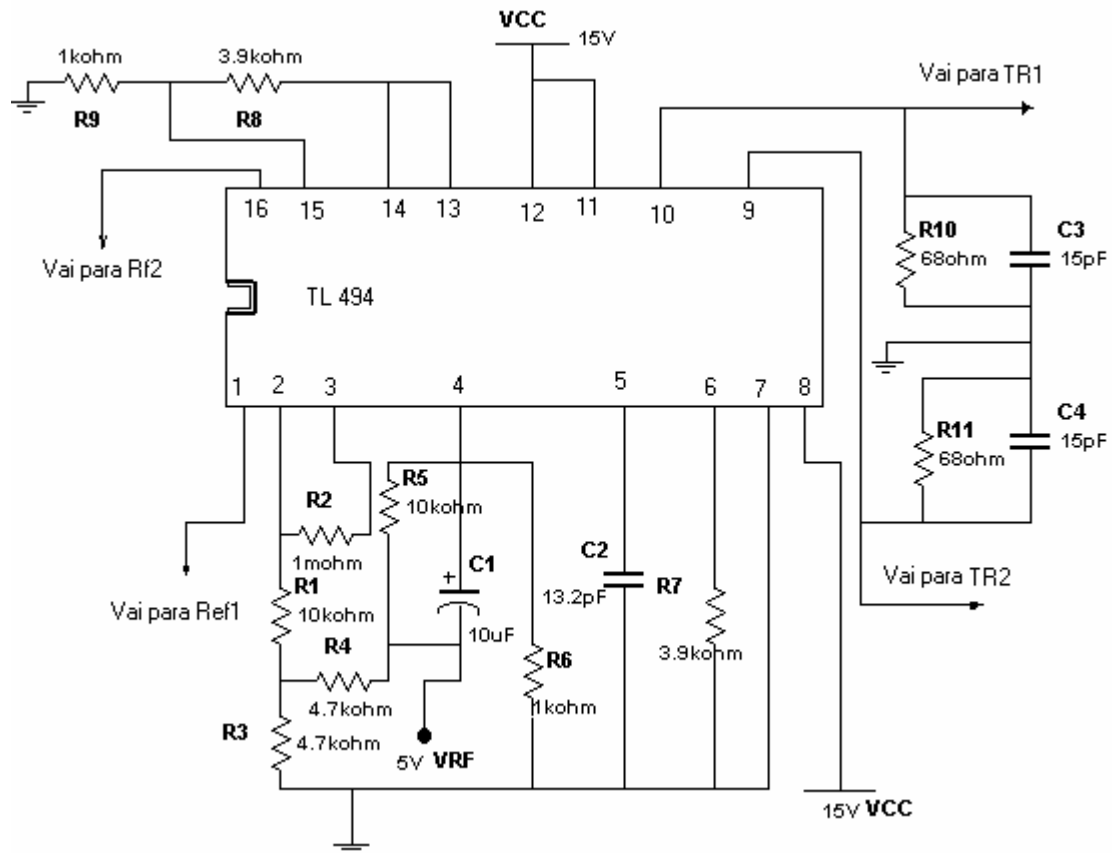 VCC
15V
1kohm
3.9kohm
R9
R8
Vai para TR1
16
15
14
13
12
11
10
9
R10
68ohm
C3
15pF
Vai para Rf2
TL 494
1
2
3
4
5
6
7
8
R11
68ohm
C4
15pF
R5
10kohm
R2
1mohm
C1
+
10uF
C2
13.2pF
R7
3.9kohm
Vai para TR2
Vai para Ref1
R1
10kohm
R4
4.7kohm
R6
1kohm
R3
4.7kohm
5V VRF
15V VCC